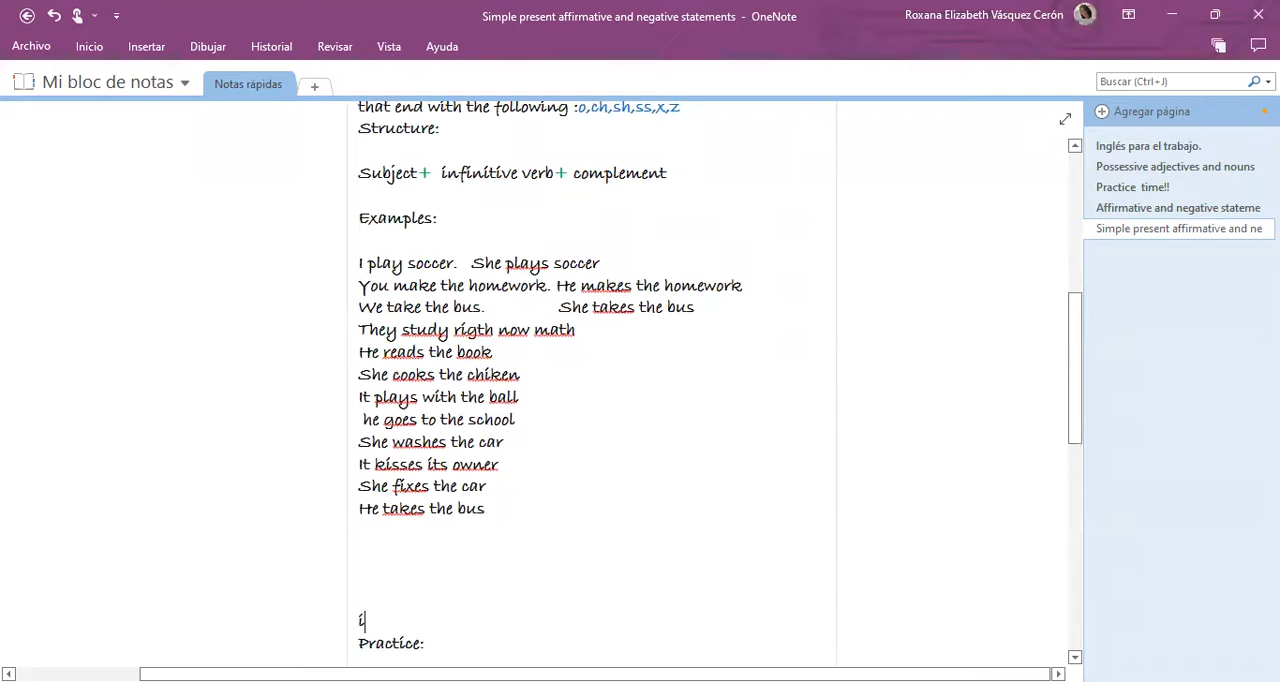 Simple present affirmative and negative statements - OneNote
Roxana Elizabeth Vásquez Cerón
Archivo Inicio Insertar Dibujar Historial Revisar Vista Ayuda
Mi bloc de notas
Notas rápidas
+
Buscar (Ctrl+J)
that end with the following :o,ch,sh,ss,x,z
Structure:
Subject+ infinitive verb+ complement
Examples:
I play soccer. She plays soccer
You make the homework. He makes the homework
We take the bus. She takes the bus
They study rigth now math
He reads the book
She cooks the chiken
It plays with the ball
he goes to the school
She washes the car
It kisses its owner
She fixes the car
He takes the bus
i
Practice:
Agregar página
Inglés para el trabajo.
Possessive adjectives and nouns
Practice time!!
Affirmative and negative stateme
Simple present affirmative and ne